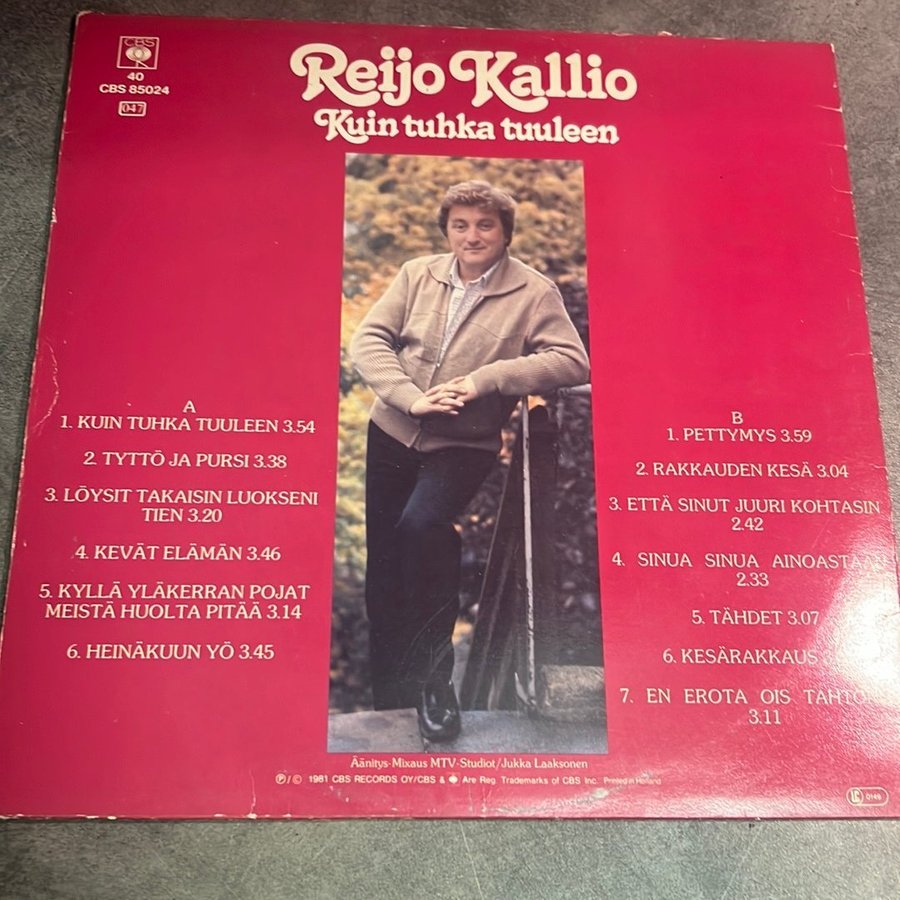 CBS
40
CBS 85024
047
Reijo Kallio
Kuin tuhka tuuleen
A
1. KUIN TUHKA TUULEEN 3.54
2. TYTTÖ JA PURSI 3.38
3. LÖYSIT TAKAISIN LUOKSENI
TIEN 3.20
4. KEVÄT ELÄMÄN 3.46
5. KYLLÄ YLÄKERRAN POJAT
MEISTÄ HUOLTA PITÄÄ 3.14
6. HEINÄKUUN YÖ 3.45
B
1. PETTYMYS 3.59
2. RAKKAUDEN KESÄ 3.04
3. ETTÄ SINUT JUURI KOHTASIN
2.42
4. SINUA SINUA AINOASTAAN
2.33
5. TÄHDET 3.07
6. KESÄRAKKAUS
7. EN EROTA OIS
3.11
Äänitys-Mixaus MTV-Studiot/Jukka Laaksonen
Ⓟ/© 1981 CBS RECORDS OY/CBS & Are Reg. Trademarks of CBS Inc. Printed in Holland
LC 0149